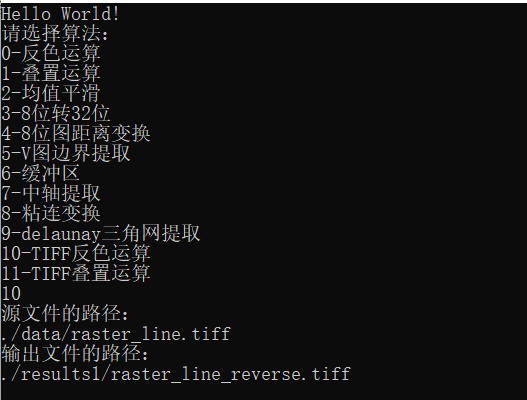 Hello World!
请选择算法：
0-反色运算
1-叠置运算
2-均值平滑
3-8位转32位
4-8位图距离变换
5-V图边界提取
6-缓冲区
7-中轴提取
8-粘连变换
9-delaunay三角网提取
10-TIFF反色运算
11-TIFF叠置运算
10
源文件的路径：
./data/raster_line.tiff
输出文件的路径：
./results1/raster_line_reverse.tiff